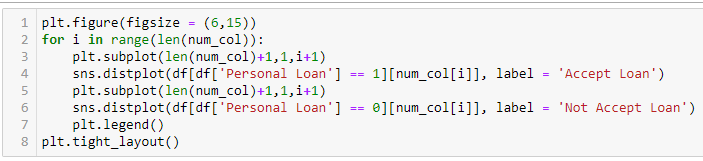 1 plt.figure(figsize = (6,15))
2 for i in range(len(num_col)):
3     plt.subplot(len(num_col)+1,1,i+1)
4     sns.distplot(df[df['Personal Loan'] == 1][num_col[i]], label = 'Accept Loan')
5     plt.subplot(len(num_col)+1,1,i+1)
6     sns.distplot(df[df['Personal Loan'] == 0][num_col[i]], label = 'Not Accept Loan')
7     plt.legend()
8 plt.tight_layout()